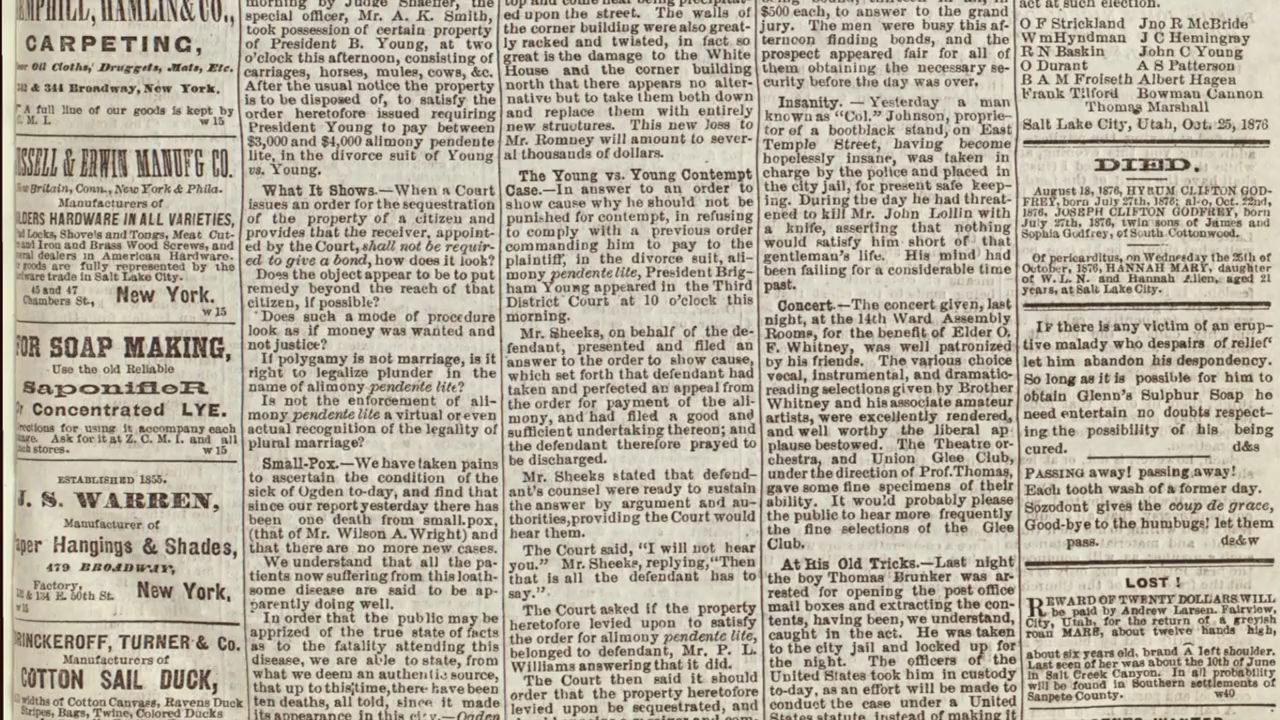 HAMLIN & CO.,
CARPETING,
Oil Cloths, Druggets, Mats, Etc.
& 344 Broadway, New York.
A full line of our goods is kept by
Z. C. M. I. w 15
& ERWIN MANUF'G CO.
New Britain, Conn., New York & Phila.
Manufacturers of
HARDWARE IN ALL VARIETIES,
Locks, Shovels and Tongs, Meat Cut-
and Iron and Brass Wood Screws, and
dealers in American Hardware.
goods are fully represented by the
trade in Salt Lake City.
45 and 47
Chambers St., New York.
w 15
FOR SOAP MAKING,
Use the old Reliable
SaponifieR
Or Concentrated LYE.
for using it accompany each
Ask for it at Z. C. M. I. and all
stores. w 15
ESTABLISHED 1855.
J. S. WARREN,
Manufacturer of
Hangings & Shades,
479 BROADWAY,
Factory,
& 134 E. 50th St. New York,
w 15
TURNER & Co.
Manufacturers of
COTTON SAIL DUCK,
widths of Cotton Canvass, Ravens Duck
Stripes, Bags, Twine, Colored Ducks
morning by Judge Shaeffer, the
special officer, Mr. A. K. Smith,
took possession of certain property
of President B. Young, at two
o'clock this afternoon, consisting of
carriages, horses, mules, cows, &c.
After the usual notice the property
is to be disposed of, to satisfy the
order heretofore issued requiring
President Young to pay between
$3,000 and $4,000 alimony pendente
lite, in the divorce suit of Young
vs. Young.
What It Shows.—When a Court
issues an order for the sequestration
of the property of a citizen and
provides that the receiver, appoint-
ed by the Court, shall not be requir-
ed to give a bond, how does it look?
Does the object appear to be to put
remedy beyond the reach of that
citizen, if possible?
Does such a mode of procedure
look as if money was wanted and
not justice?
If polygamy is not marriage, is it
right to legalize plunder in the
name of alimony pendente lite?
Is not the enforcement of ali-
mony pendente lite a virtual or even
actual recognition of the legality of
plural marriage?
Small-Pox.—We have taken pains
to ascertain the condition of the
sick of Ogden to-day, and find that
since our report yesterday there has
been one death from small.pox,
(that of Mr. Wilson A. Wright) and
that there are no more new cases.
We understand that all the pa-
tients now suffering from this loath-
some disease are said to be ap-
parently doing well.
In order that the public may be
apprized of the true state of facts
as to the fatality attending this
disease, we are able to state, from
what we deem an authentic source,
that up to this time, there have been
ten deaths, all told, since it made
its appearance in this city.—Ogden
top and come near being precipitat-
ed upon the street. The walls of
the corner building were also great-
ly racked and twisted, in fact so
great is the damage to the White
House and the corner building
north that there appears no alter-
native but to take them both down
and replace them with entirely
new structures. This new loss to
Mr. Romney will amount to sever-
al thousands of dollars.
The Young vs. Young Contempt
Case.—In answer to an order to
show cause why he should not be
punished for contempt, in refusing
to comply with a previous order
commanding him to pay to the
plaintiff, in the divorce suit, ali-
mony pendente lite, President Brig-
ham Young appeared in the Third
District Court at 10 o'clock this
morning.
Mr. Sheeks, on behalf of the de-
fendant, presented and filed an
answer to the order to show cause,
which set forth that defendant had
taken and perfected an appeal from
the order for payment of the ali-
mony, and had filed a good and
sufficient undertaking thereon; and
the defendant therefore prayed to
be discharged.
Mr. Sheeks stated that defend-
ant's counsel were ready to sustain
the answer by argument and au-
thorities, providing the Court would
hear them.
The Court said, "I will not hear
you." Mr. Sheeks, replying, "Then
that is all the defendant has to
say."
The Court asked if the property
heretofore levied upon to satisfy
the order for alimony pendente lite,
belonged to defendant, Mr. P. L.
Williams answering that it did.
The Court then said it should
order that the property heretofore
levied upon be sequestrated, and
$500 each, to answer to the grand
jury. The men were busy this af-
ternoon finding bonds, and the
prospect appeared fair for all of
them obtaining the necessary se-
curity before the day was over.
Insanity. — Yesterday a man
known as "Col." Johnson, proprie-
tor of a bootblack stand, on East
Temple Street, having become
hopelessly insane, was taken in
charge by the police and placed in
the city jail, for present safe keep-
ing. During the day he had threat-
ened to kill Mr. John Lollin with
a knife, asserting that nothing
would satisfy him short of that
gentleman's life. His mind had
been failing for a considerable time
past.
Concert.—The concert given, last
night, at the 14th Ward Assembly
Rooms, for the benefit of Elder O.
F. Whitney, was well patronized
by his friends. The various choice
vocal, instrumental, and dramatic-
reading selections given by Brother
Whitney and his associate amateur
artists, were excellently rendered,
and well worthy the liberal ap
plause bestowed. The Theatre or-
chestra, and Union Glee Club,
under the direction of Prof. Thomas,
gave some fine specimens of their
ability. It would probably please
the public to hear more frequently
the fine selections of the Glee
Club.
At His Old Tricks.—Last night
the boy Thomas Brunker was ar-
rested for opening the post office
mail boxes and extracting the con-
tents, having been, we understand,
caught in the act. He was taken
to the city jail and locked up for
the night. The officers of the
United States took him in custody
to-day, as an effort will be made to
conduct the case under a United
States statute, instead of making it
act at such election.
O F Strickland Jno R McBride
Wm Hyndman J C Hemingray
R N Baskin John C Young
O Durant A S Patterson
B A M Froiseth Albert Hagen
Frank Tilford Bowman Cannon
Thomas Marshall
Salt Lake City, Utah, Oct. 25, 1876
DIED.
August 18, 1876, HYRUM CLIFTON GOD-
FREY, born July 27th, 1876; also, Oct. 22nd,
1876, JOSEPH CLIFTON GODFREY, born
July 27th, 1876, twin sons of James and
Sophia Godfrey, of South Cottonwood.
Of pericarditus, on Wednesday the 25th of
October, 1876, HANNAH MARY, daughter
of W. L. N. and Hannah Allen, aged 21
years, at Salt Lake City.
IF there is any victim of an erup-
tive malady who despairs of relief
let him abandon his despondency.
So long as it is possible for him to
obtain Glenn's Sulphur Soap he
need entertain no doubts respect-
ing the possibility of his being
cured. d&s
PASSING away! passing away!
Each tooth wash of a former day.
Sozodont gives the coup de grace,
Good-bye to the humbugs! let them
pass. ds&w
LOST!
REWARD OF TWENTY DOLLARS WILL
be paid by Andrew Larsen. Fairview,
City, Utah, for the return of a greyish
roan MARE, about twelve hands high,
about six years old, brand A left shoulder.
Last seen of her was about the 10th of June
in Salt Creek Canyon. In all probability
will be found in Southern settlements of
Sanpete County. w40